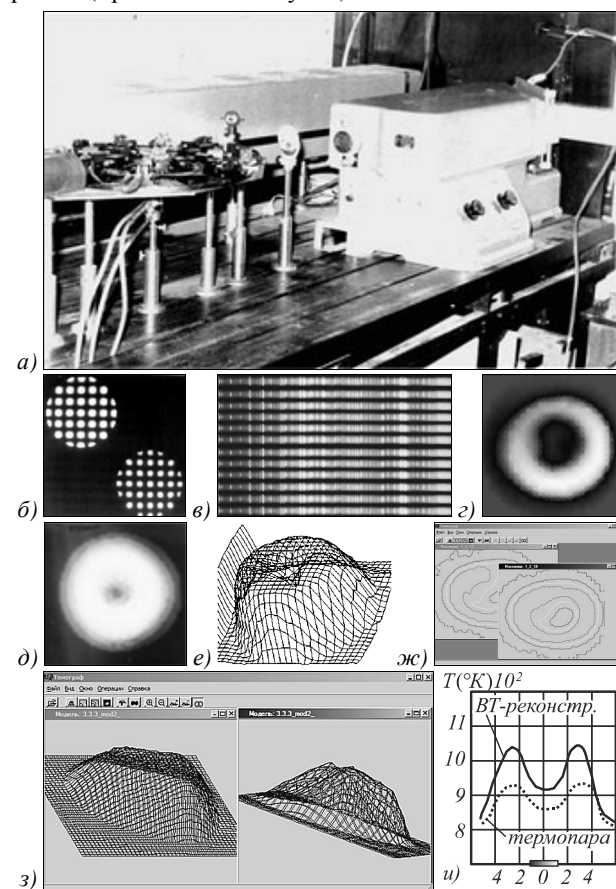 а)
б)
в)
г)
д)
е)
ж)
Томограф
Файл Вид Окно Операции Справка
Модель: 3.3.3_mod2_
Модель: 3.3.3_mod2_
з)
T(°K)10²
ВТ-реконстр.
11
10
9
8
термопара
4 2 0 2 4
и)